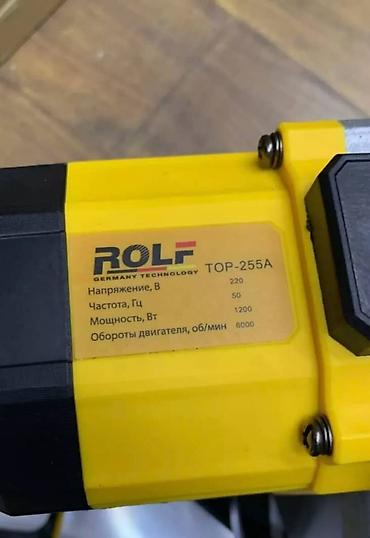 ROLF
GERMANY TECHNOLOGY
TOP-255A
Напряжение, В 220
Частота, Гц 50
Мощность, Вт 1200
Обороты двигателя, об/мин 6000